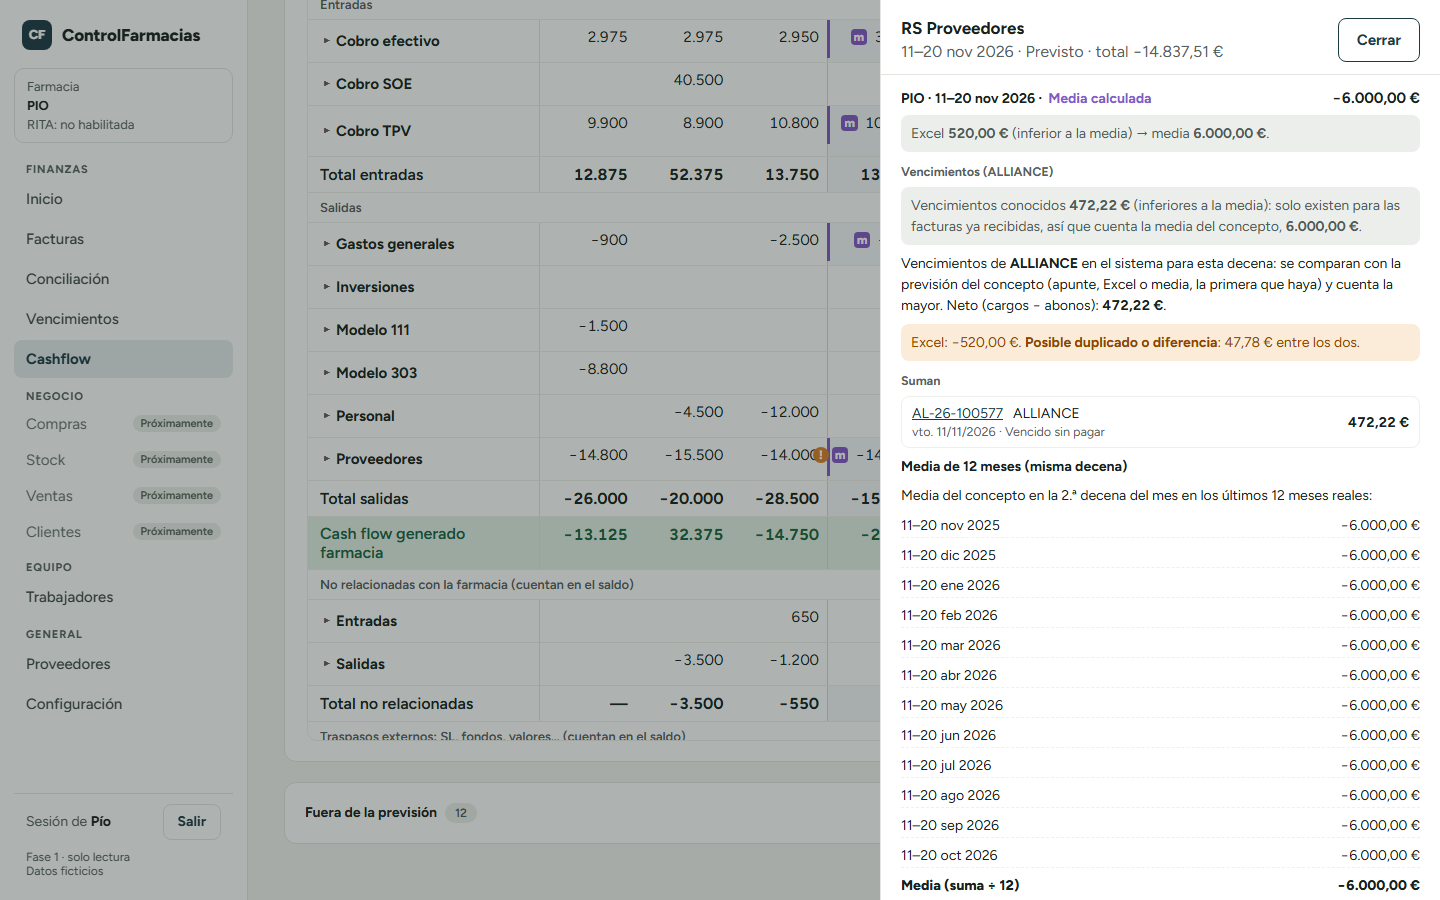 CF ControlFarmacias
Farmacia
PIO
RITA: no habilitada
FINANZAS
Inicio
Facturas
Conciliación
Vencimientos
Cashflow
NEGOCIO
Compras Próximamente
Stock Próximamente
Ventas Próximamente
Clientes Próximamente
EQUIPO
Trabajadores
GENERAL
Proveedores
Configuración
Sesión de Pío Salir
Fase 1 · solo lectura
Datos ficticios
Entradas
▸ Cobro efectivo 2.975 2.975 2.950 m
▸ Cobro SOE 40.500
▸ Cobro TPV 9.900 8.900 10.800 m 10
Total entradas 12.875 52.375 13.750 13
Salidas
▸ Gastos generales −900 −2.500 m
▸ Inversiones
▸ Modelo 111 −1.500
▸ Modelo 303 −8.800
▸ Personal −4.500 −12.000
▸ Proveedores −14.800 −15.500 −14.000 ! m −14
Total salidas −26.000 −20.000 −28.500 −15
Cash flow generado farmacia −13.125 32.375 −14.750 −2
No relacionadas con la farmacia (cuentan en el saldo)
▸ Entradas 650
▸ Salidas −3.500 −1.200
Total no relacionadas — −3.500 −550
Traspasos externos: SL, fondos, valores… (cuentan en el saldo)
Fuera de la previsión 12
RS Proveedores
11–20 nov 2026 · Previsto · total −14.837,51 €
Cerrar
PIO · 11–20 nov 2026 · Media calculada −6.000,00 €
Excel 520,00 € (inferior a la media) → media 6.000,00 €.
Vencimientos (ALLIANCE)
Vencimientos conocidos 472,22 € (inferiores a la media): solo existen para las
facturas ya recibidas, así que cuenta la media del concepto, 6.000,00 €.
Vencimientos de ALLIANCE en el sistema para esta decena: se comparan con la
previsión del concepto (apunte, Excel o media, la primera que haya) y cuenta la
mayor. Neto (cargos − abonos): 472,22 €.
Excel: −520,00 €. Posible duplicado o diferencia: 47,78 € entre los dos.
Suman
AL-26-100577 ALLIANCE 472,22 €
vto. 11/11/2026 · Vencido sin pagar
Media de 12 meses (misma decena)
Media del concepto en la 2.ª decena del mes en los últimos 12 meses reales:
11–20 nov 2025 −6.000,00 €
11–20 dic 2025 −6.000,00 €
11–20 ene 2026 −6.000,00 €
11–20 feb 2026 −6.000,00 €
11–20 mar 2026 −6.000,00 €
11–20 abr 2026 −6.000,00 €
11–20 may 2026 −6.000,00 €
11–20 jun 2026 −6.000,00 €
11–20 jul 2026 −6.000,00 €
11–20 ago 2026 −6.000,00 €
11–20 sep 2026 −6.000,00 €
11–20 oct 2026 −6.000,00 €
Media (suma ÷ 12) −6.000,00 €